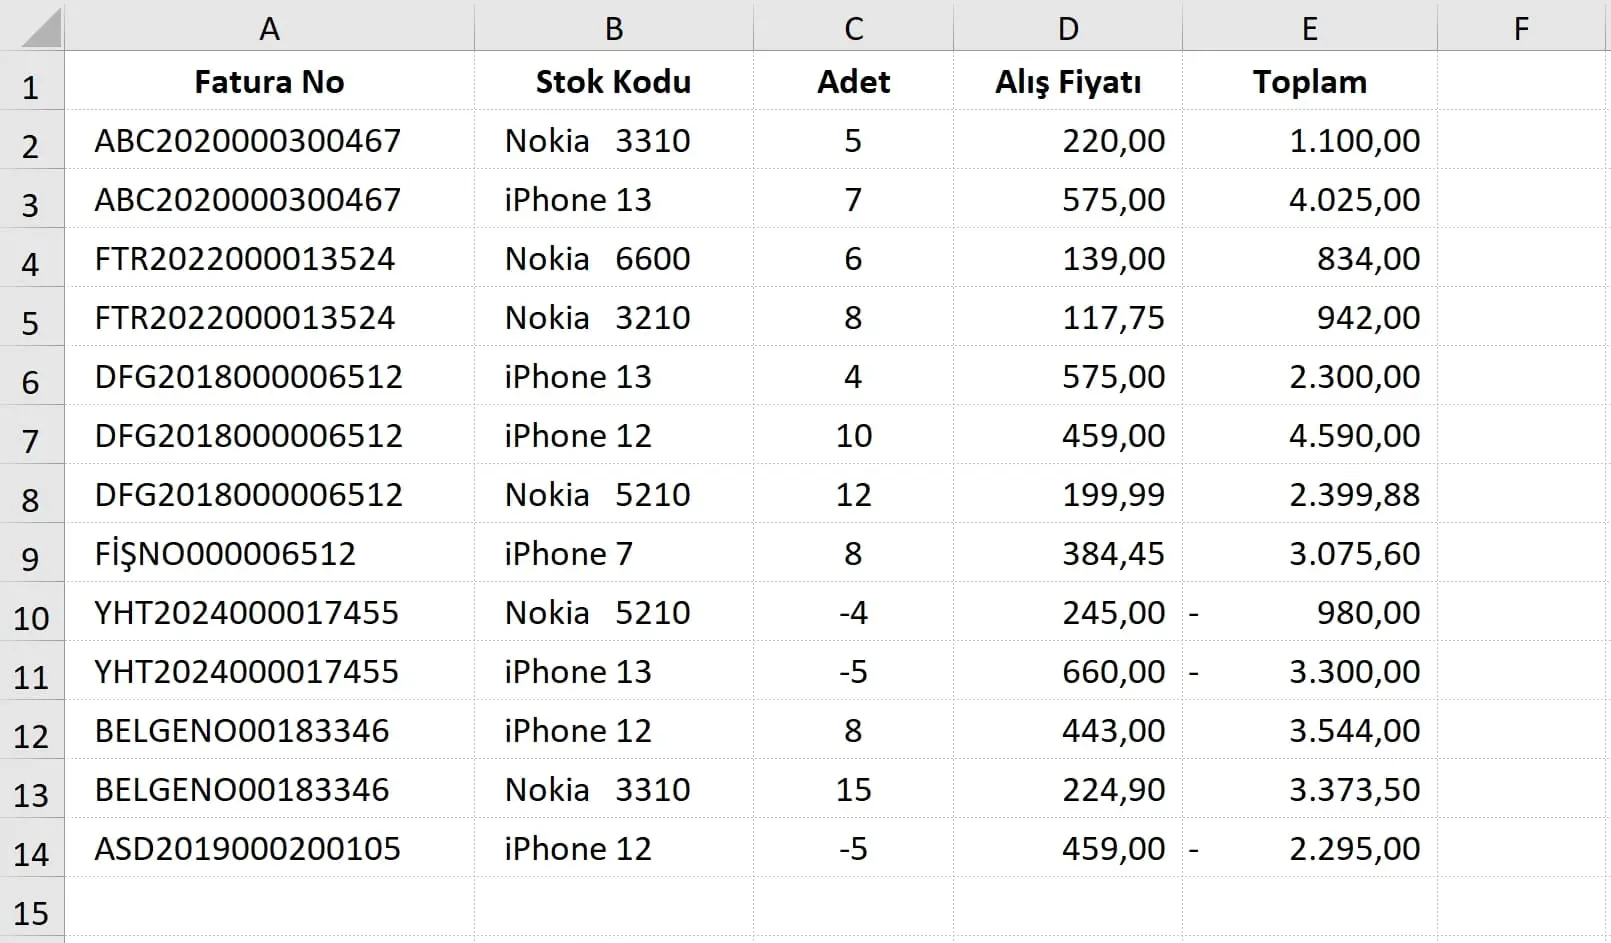 A B C D E F
1 Fatura No Stok Kodu Adet Alış Fiyatı Toplam
2 ABC2020000300467 Nokia 3310 5 220,00 1.100,00
3 ABC2020000300467 iPhone 13 7 575,00 4.025,00
4 FTR2022000013524 Nokia 6600 6 139,00 834,00
5 FTR2022000013524 Nokia 3210 8 117,75 942,00
6 DFG2018000006512 iPhone 13 4 575,00 2.300,00
7 DFG2018000006512 iPhone 12 10 459,00 4.590,00
8 DFG2018000006512 Nokia 5210 12 199,99 2.399,88
9 FİŞNO000006512 iPhone 7 8 384,45 3.075,60
10 YHT2024000017455 Nokia 5210 -4 245,00 - 980,00
11 YHT2024000017455 iPhone 13 -5 660,00 - 3.300,00
12 BELGENO00183346 iPhone 12 8 443,00 3.544,00
13 BELGENO00183346 Nokia 3310 15 224,90 3.373,50
14 ASD2019000200105 iPhone 12 -5 459,00 - 2.295,00
15